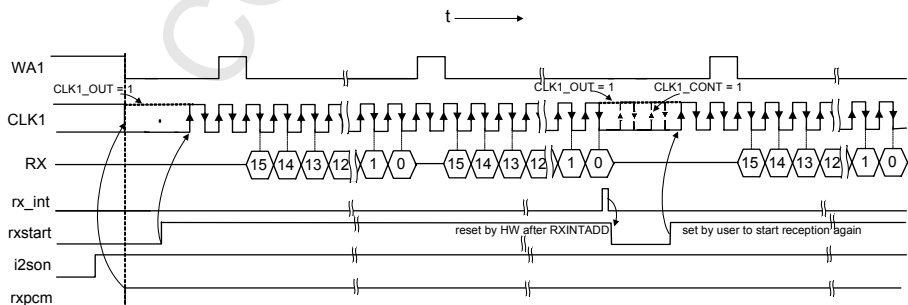 t
WA1
CLK1_OUT = 1
CLK1_OUT = 1
CLK1_CONT = 1
CLK1
RX
15 14 13 12 1 0 15 14 13 12 1 0 15 14 13 12 1 0
rx_int
rxstart
reset by HW after RXINTADD
set by user to start reception again
i2son
rxpcm